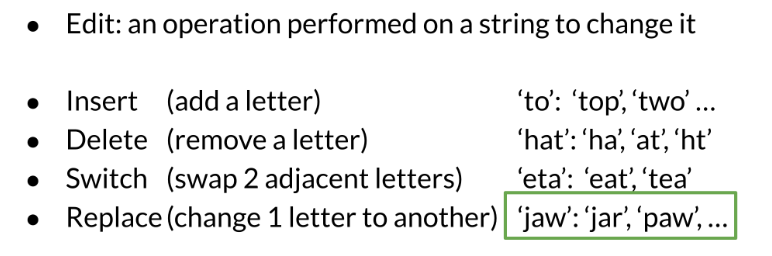 • Edit: an operation performed on a string to change it
• Insert (add a letter) ‘to’: ‘top’, ‘two’ ...
• Delete (remove a letter) ‘hat’: ‘ha’, ‘at’, ‘ht’
• Switch (swap 2 adjacent letters) ‘eta’: ‘eat’, ‘tea’
• Replace (change 1 letter to another) ‘jaw’: ‘jar’, ‘paw’, ...